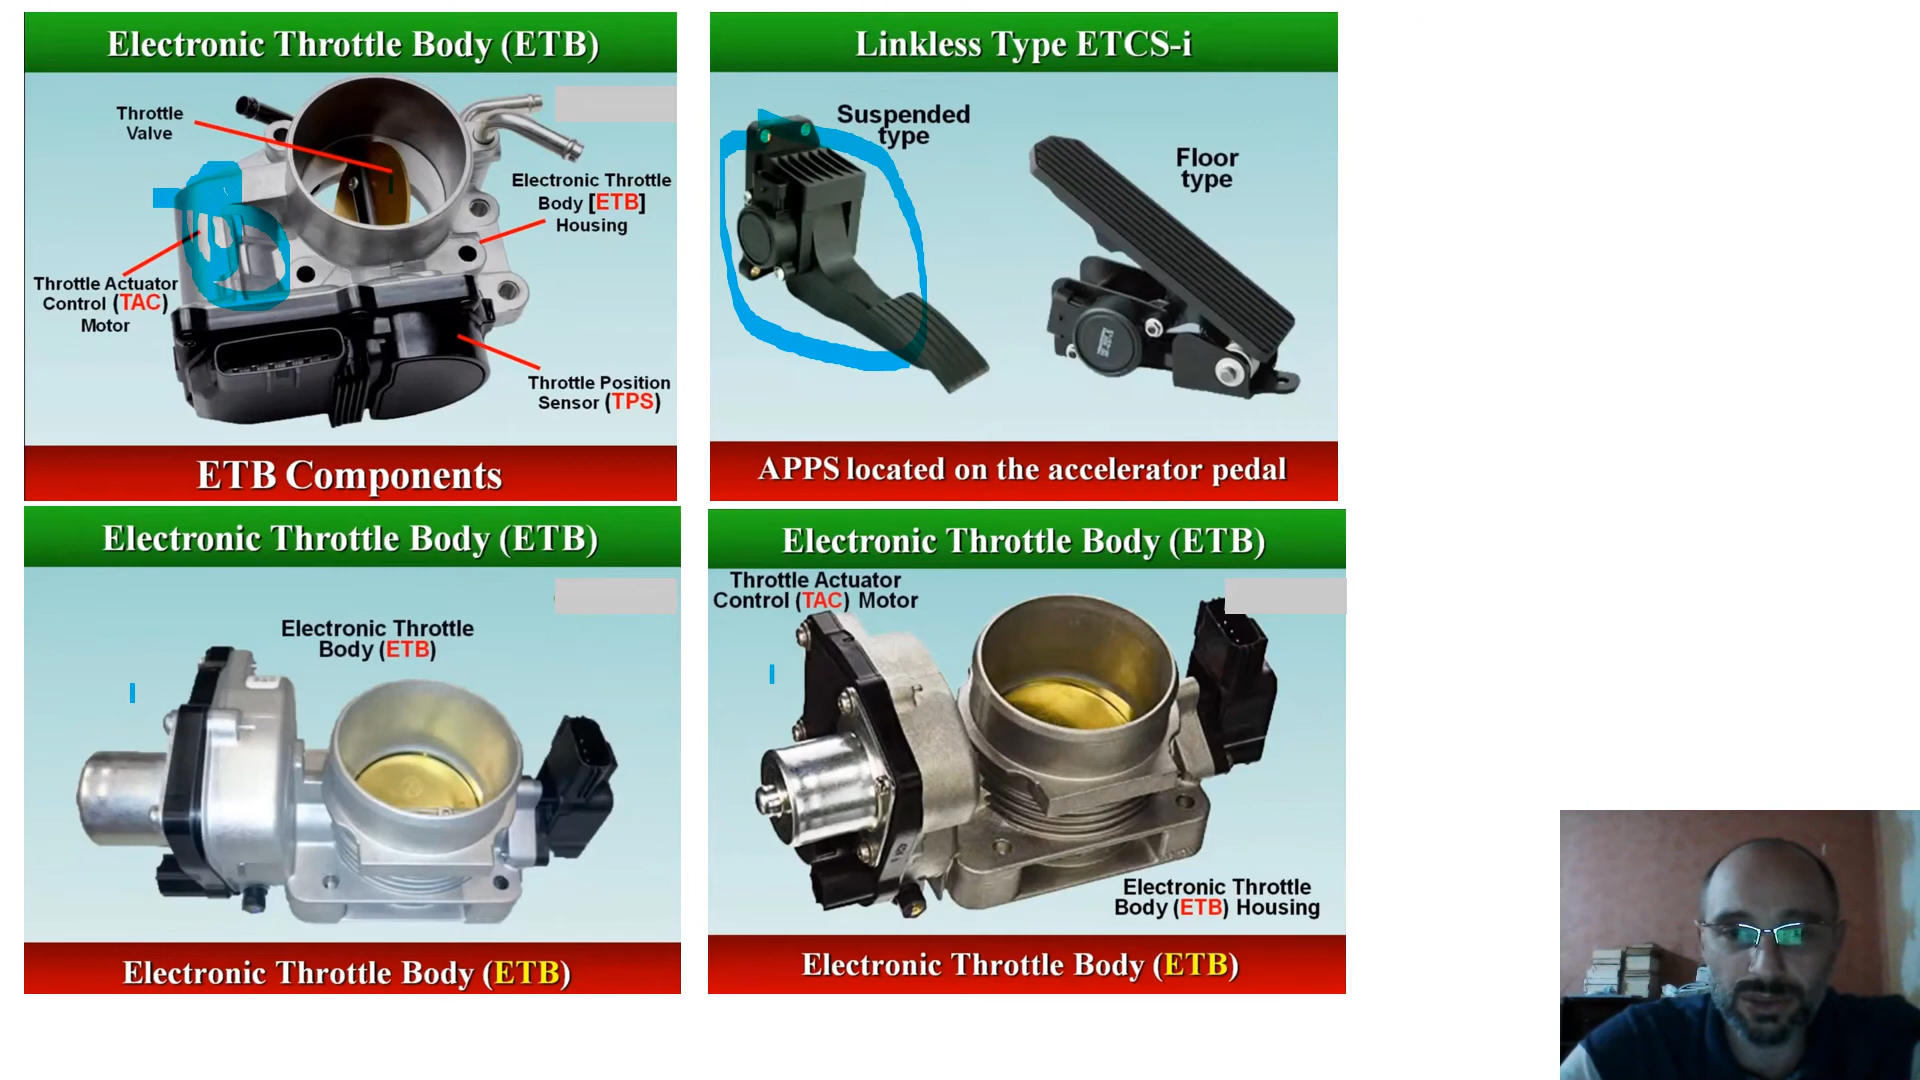 Electronic Throttle Body (ETB)
Throttle
Valve
Electronic Throttle
Body [ETB]
Housing
Throttle Actuator
Control (TAC)
Motor
Throttle Position
Sensor (TPS)
ETB Components
Linkless Type ETCS-i
Suspended
type
Floor
type
APPS located on the accelerator pedal
Electronic Throttle Body (ETB)
Electronic Throttle
Body (ETB)
Electronic Throttle Body (ETB)
Electronic Throttle Body (ETB)
Throttle Actuator
Control (TAC) Motor
Electronic Throttle
Body (ETB) Housing
Electronic Throttle Body (ETB)